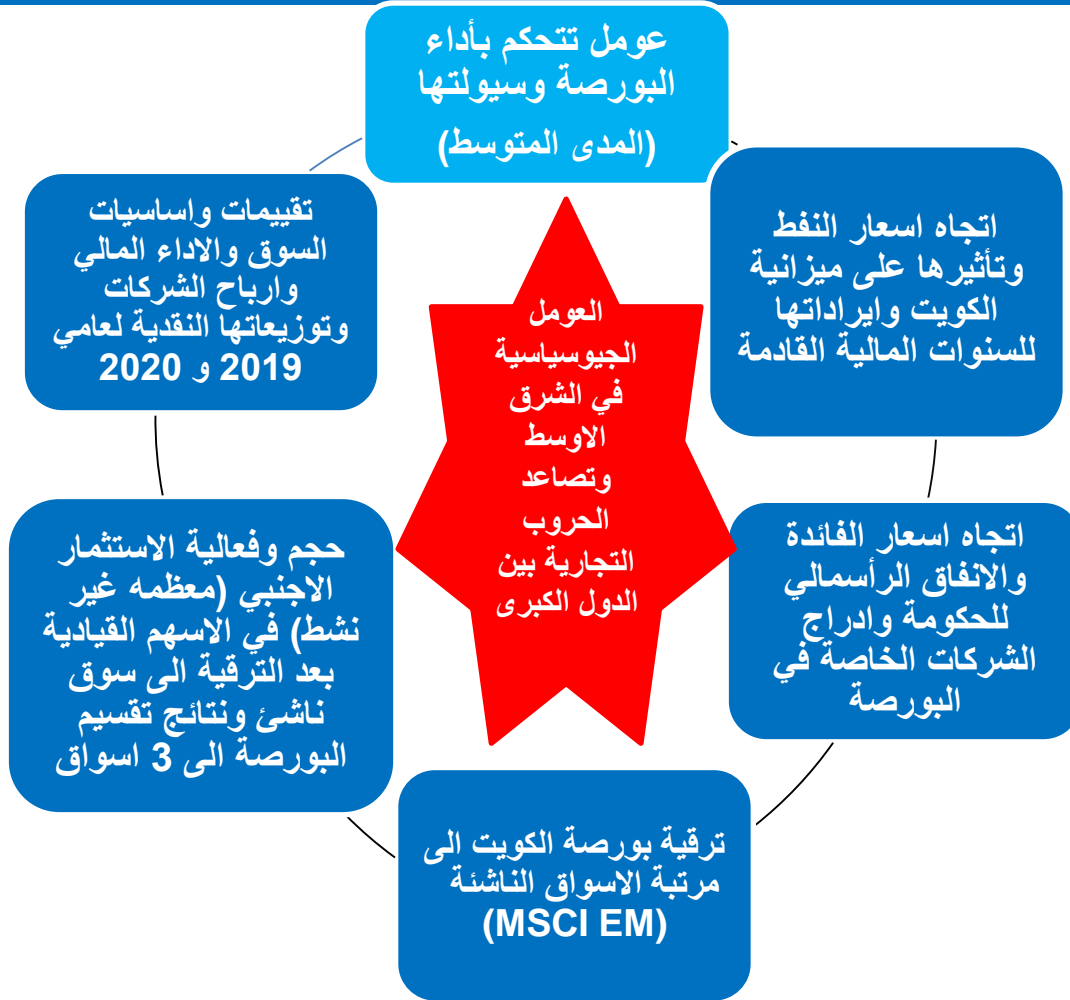 عومل تتحكم بأداء
البورصة وسيولتها
(المدى المتوسط)
اتجاه اسعار النفط
وتأثيرها على ميزانية
الكويت وايراداتها
للسنوات المالية القادمة
اتجاه اسعار الفائدة
والانفاق الرأسمالي
للحكومة وادراج
الشركات الخاصة في
البورصة
ترقية بورصة الكويت الى
مرتبة الاسواق الناشئة
(MSCI EM)
حجم وفعالية الاستثمار
الاجنبي (معظمه غير
نشط) في الاسهم القيادية
بعد الترقية الى سوق
ناشئ ونتائج تقسيم
البورصة الى 3 اسواق
تقييمات واساسيات
السوق والاداء المالي
وارباح الشركات
وتوزيعاتها النقدية لعامي
2019 و 2020
العومل
الجيوسياسية
في الشرق
الاوسط
وتصاعد
الحروب
التجارية بين
الدول الكبرى